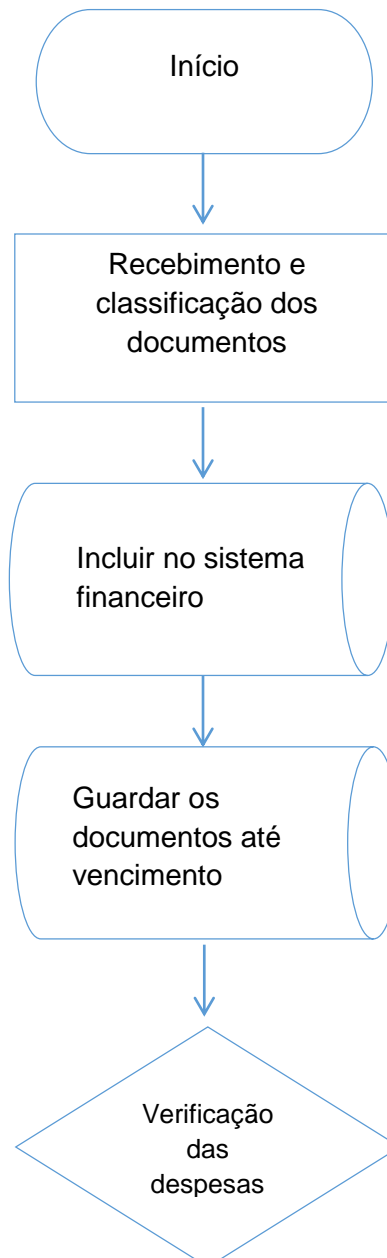 Início
Recebimento e
classificação dos
documentos
Incluir no sistema
financeiro
Guardar os
documentos até
vencimento
Verificação
das
despesas